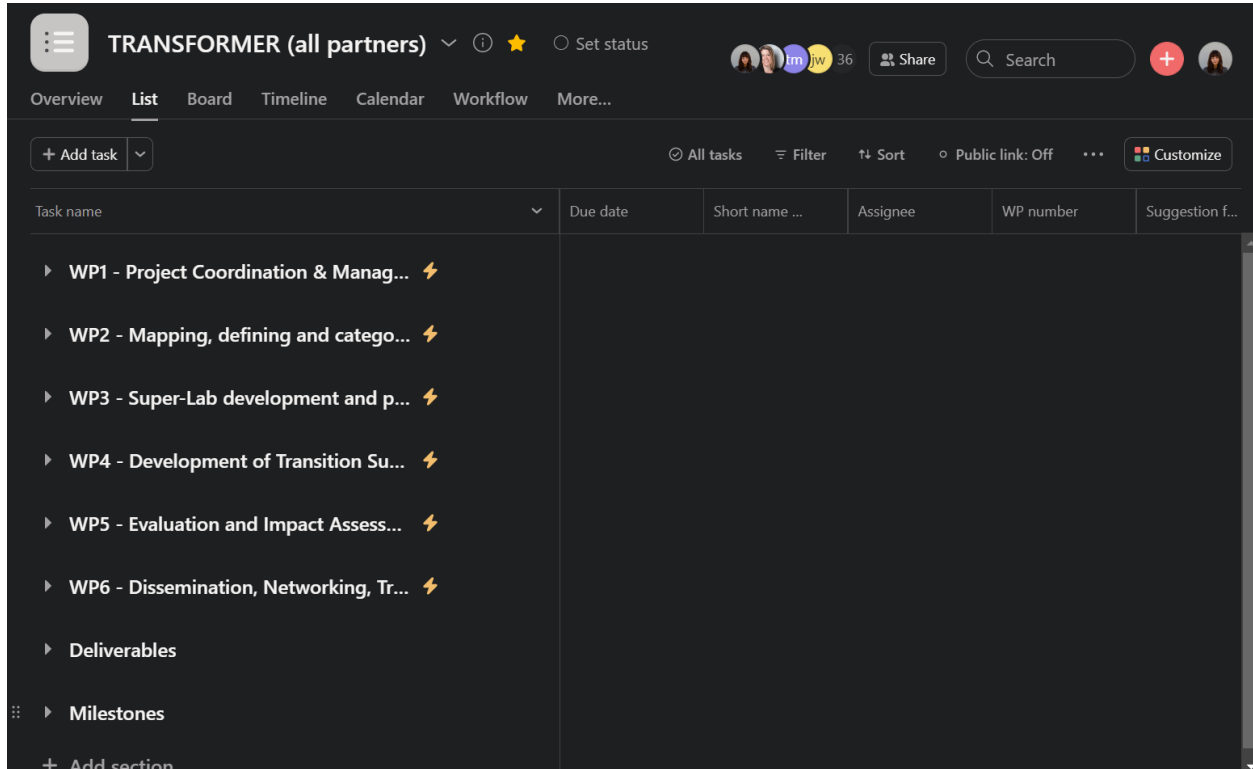 TRANSFORMER (all partners) Set status tm jw 36 Share Search
Overview List Board Timeline Calendar Workflow More...
+ Add task All tasks Filter Sort Public link: Off ... Customize
Task name Due date Short name ... Assignee WP number Suggestion f...
WP1 - Project Coordination & Manag...
WP2 - Mapping, defining and catego...
WP3 - Super-Lab development and p...
WP4 - Development of Transition Su...
WP5 - Evaluation and Impact Assess...
WP6 - Dissemination, Networking, Tr...
Deliverables
Milestones
+ Add section